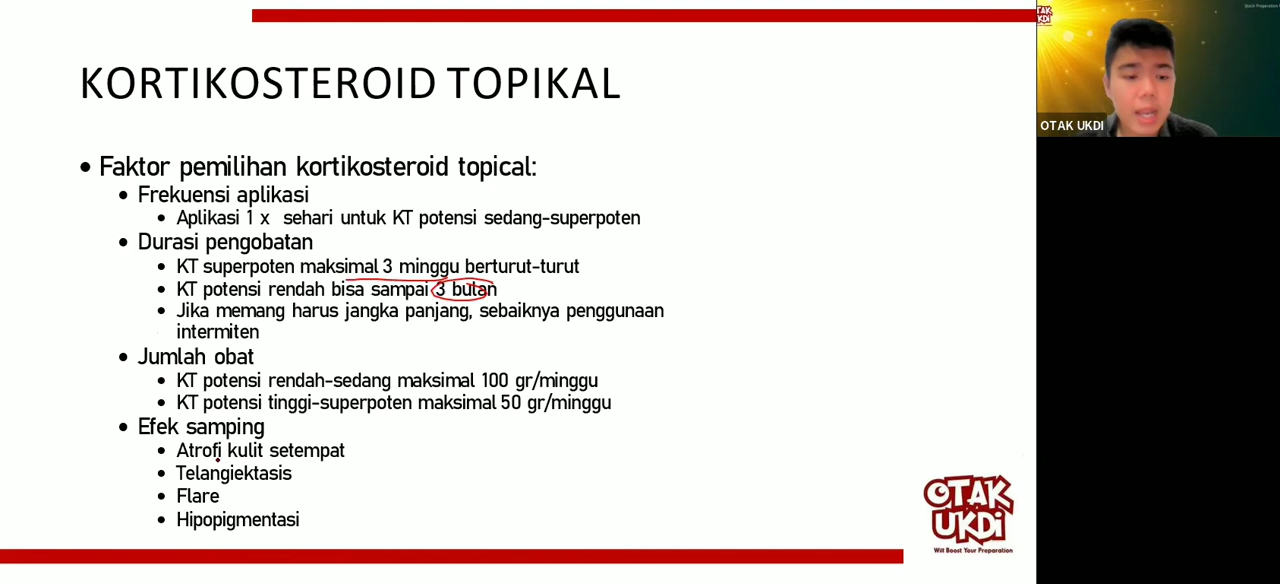 KORTIKOSTEROID TOPIKAL
• Faktor pemilihan kortikosteroid topical:
• Frekuensi aplikasi
• Aplikasi 1 x sehari untuk KT potensi sedang-superpoten
• Durasi pengobatan
• KT superpoten maksimal 3 minggu berturut-turut
• KT potensi rendah bisa sampai 3 bulan
• Jika memang harus jangka panjang, sebaiknya penggunaan
intermiten
• Jumlah obat
• KT potensi rendah-sedang maksimal 100 gr/minggu
• KT potensi tinggi-superpoten maksimal 50 gr/minggu
• Efek samping
• Atrofi kulit setempat
• Telangiektasis
• Flare
• Hipopigmentasi
OTAK
UKDi
Will Boost Your Preparation
OTAK UKDI